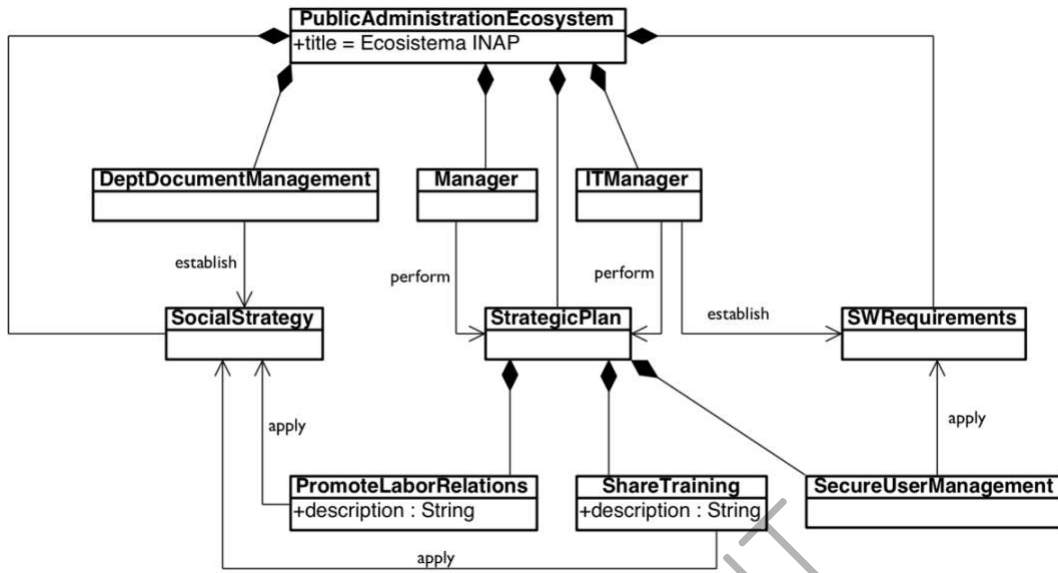 PublicAdministrationEcosystem
+title = Ecosistema INAP
DeptDocumentManagement
Manager
ITManager
establish
perform
perform
establish
SocialStrategy
StrategicPlan
SWRequirements
apply
apply
PromoteLaborRelations
+description : String
ShareTraining
+description : String
SecureUserManagement
apply